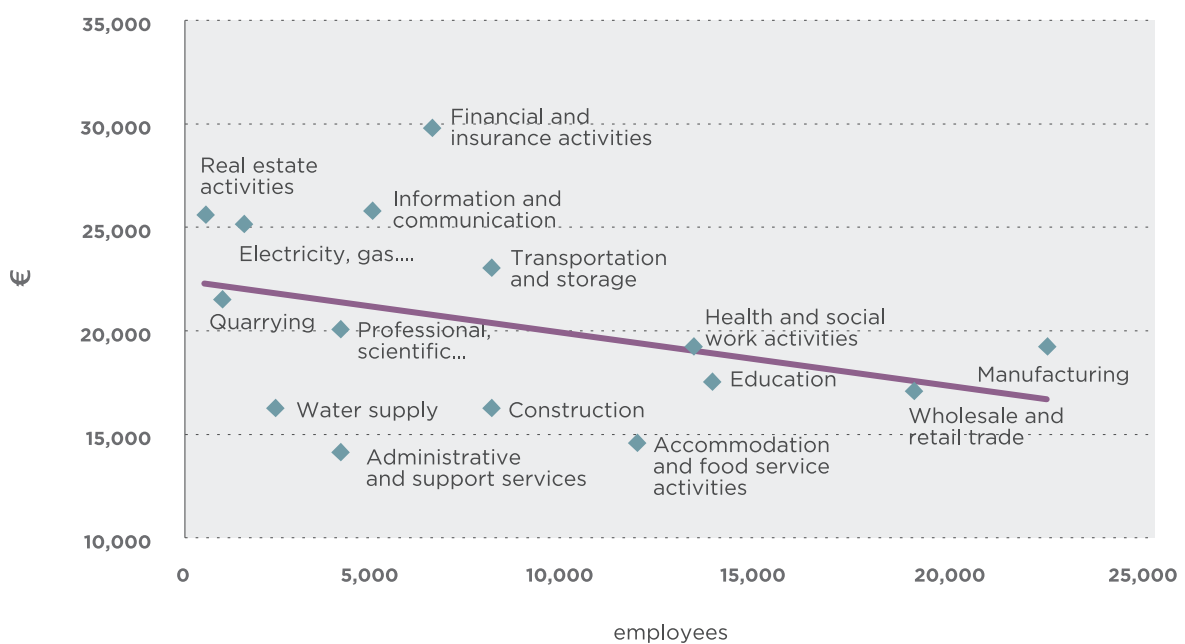 35,000
30,000
25,000
20,000
15,000
10,000
€
Financial and
insurance activities
Real estate
activities
Information and
communication
Electricity, gas....
Transportation
and storage
Quarrying
Professional,
scientific...
Health and social
work activities
Education
Manufacturing
Water supply
Construction
Wholesale and
retail trade
Administrative
and support services
Accommodation
and food service
activities
0
5,000
10,000
15,000
20,000
25,000
employees